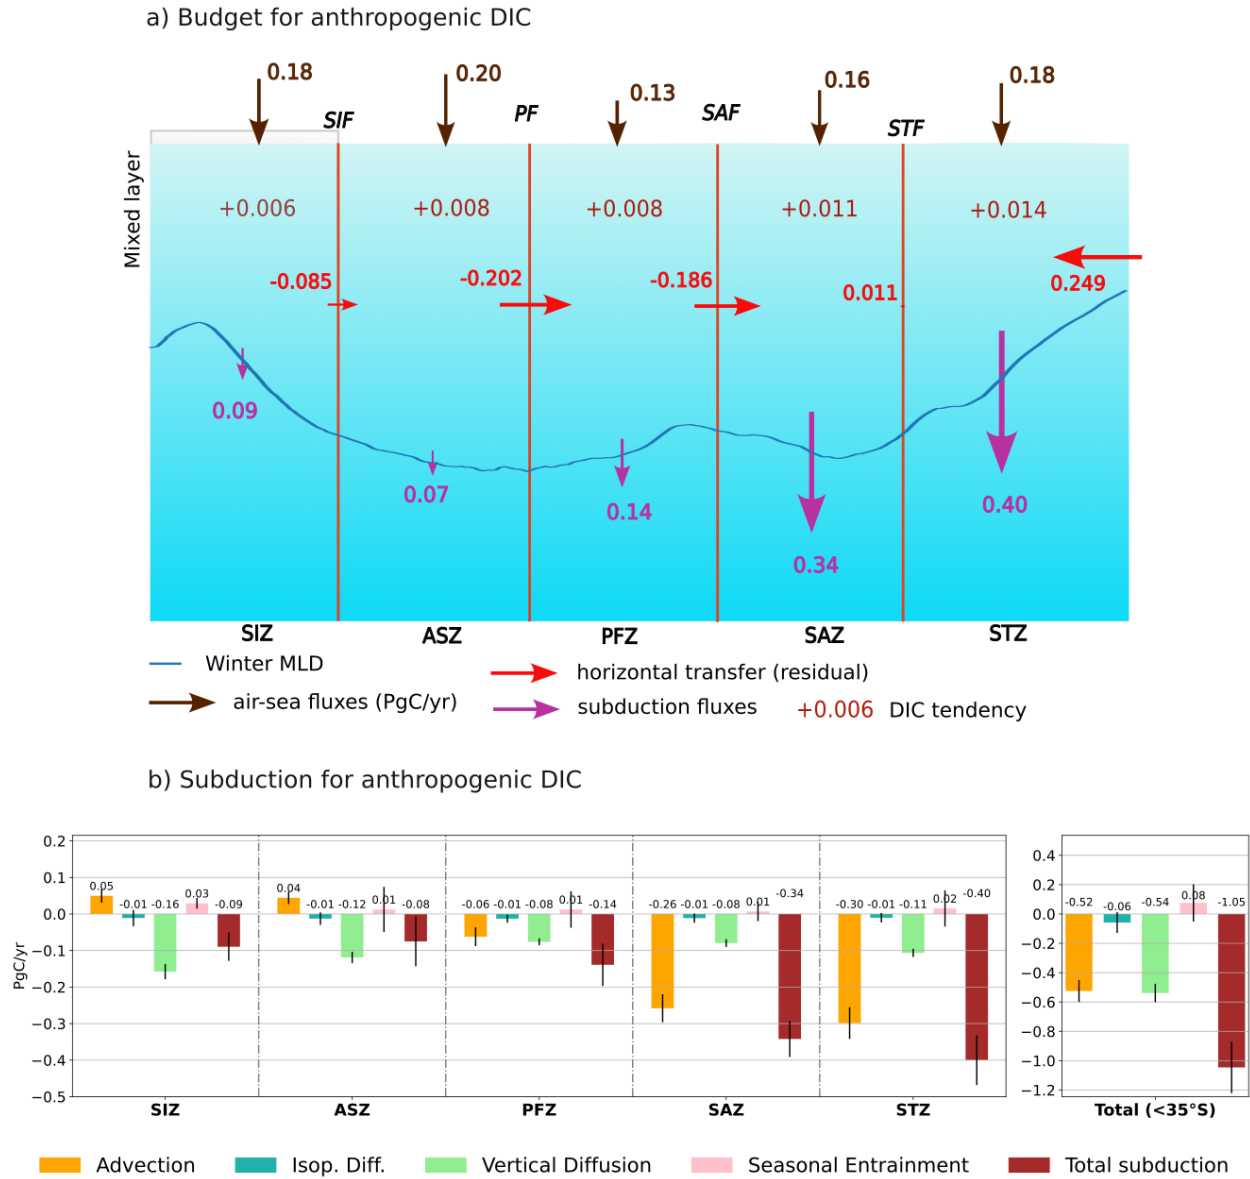 a) Budget for anthropogenic DIC
0.18
0.20
0.13
0.16
0.18
SIF
PF
SAF
STF
Mixed layer
+0.006
+0.008
+0.008
+0.011
+0.014
-0.085
-0.202
-0.186
0.011
0.249
0.09
0.07
0.14
0.34
0.40
SIZ
ASZ
PFZ
SAZ
STZ
Winter MLD
horizontal transfer (residual)
air-sea fluxes (PgC/yr)
subduction fluxes
+0.006 DIC tendency
b) Subduction for anthropogenic DIC
PgC/yr
0.2
0.1
0.0
−0.1
−0.2
−0.3
−0.4
−0.5
0.05
-0.01
-0.16
0.03
-0.09
0.04
-0.01
-0.12
0.01
-0.08
-0.06
-0.01
-0.08
0.01
-0.14
-0.26
-0.01
-0.08
0.01
-0.34
-0.30
-0.01
-0.11
0.02
-0.40
SIZ
ASZ
PFZ
SAZ
STZ
0.4
0.2
0.0
−0.2
−0.4
−0.6
−0.8
−1.0
−1.2
-0.52
-0.06
-0.54
0.08
-1.05
Total (<35°S)
Advection
Isop. Diff.
Vertical Diffusion
Seasonal Entrainment
Total subduction